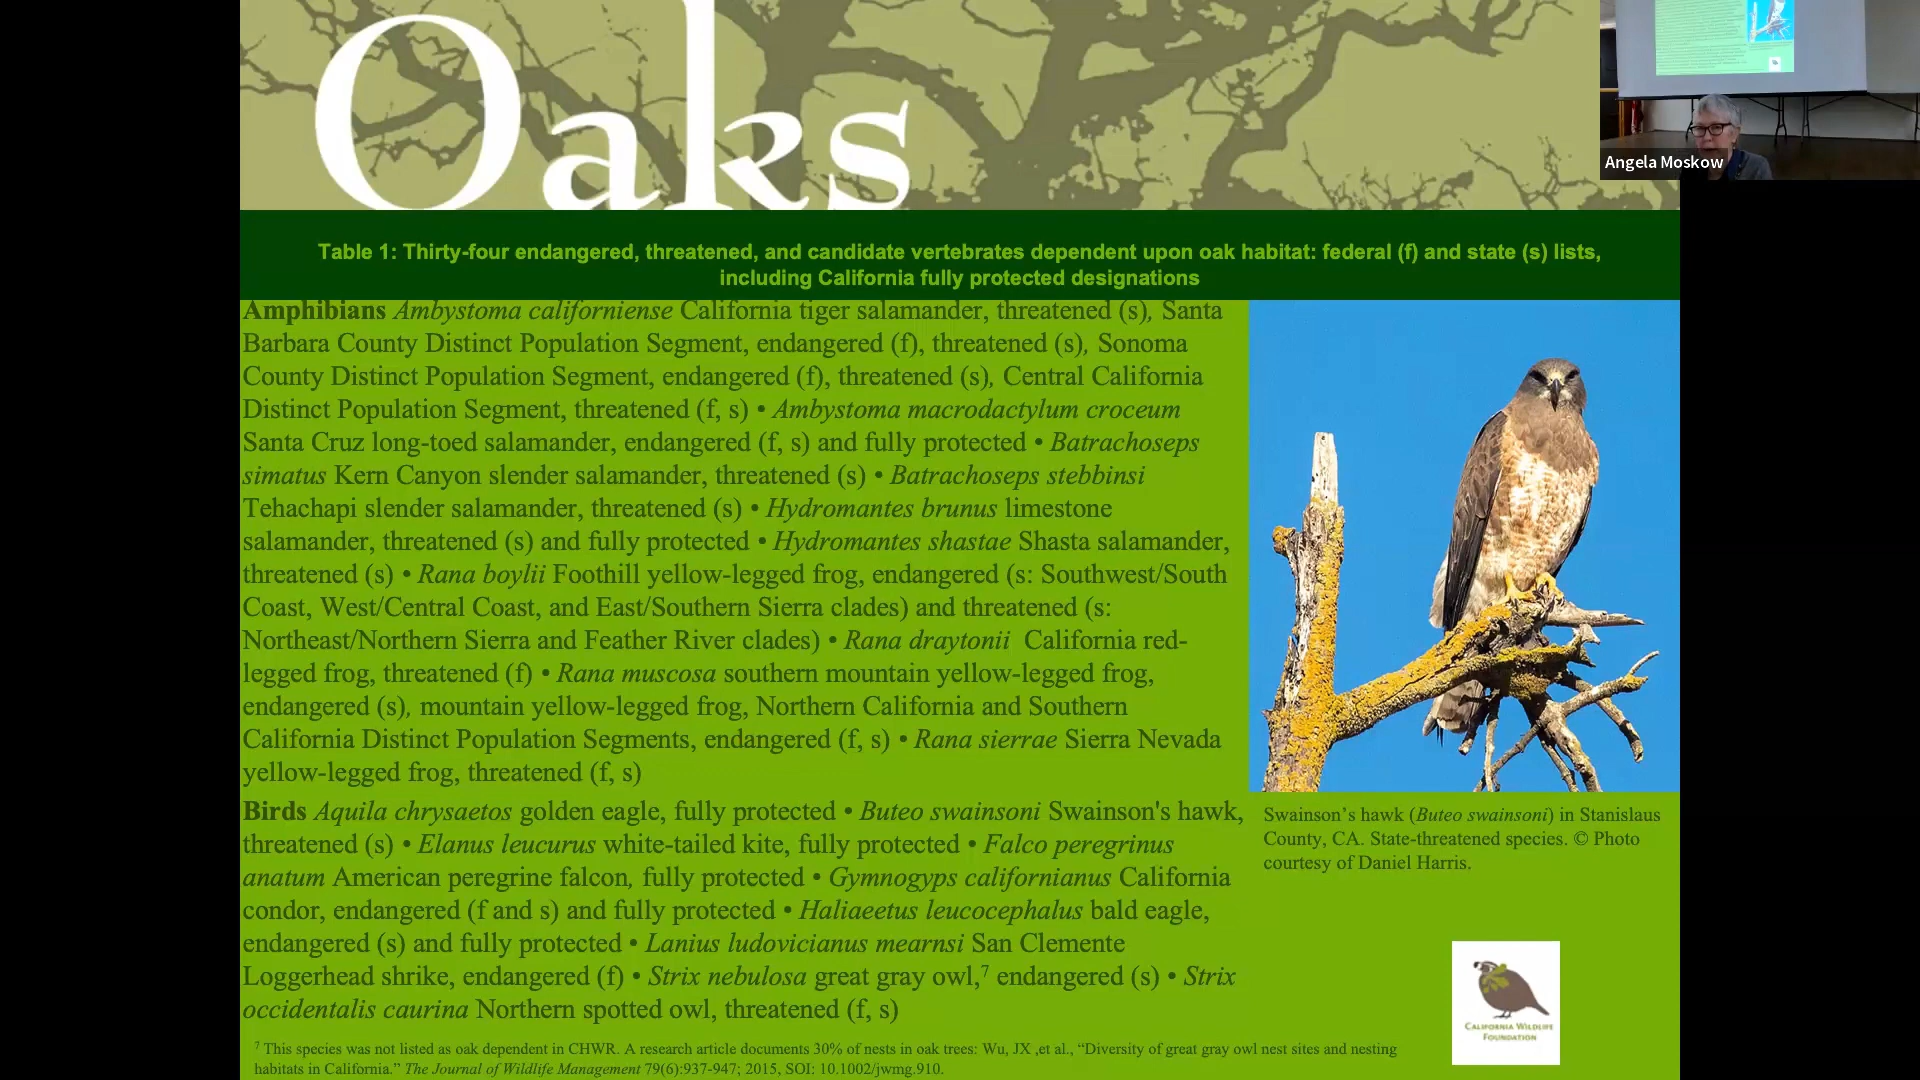 Oaks
Angela Moskow
Table 1: Thirty-four endangered, threatened, and candidate vertebrates dependent upon oak habitat: federal (f) and state (s) lists,
including California fully protected designations
Amphibians Ambystoma californiense California tiger salamander, threatened (s), Santa
Barbara County Distinct Population Segment, endangered (f), threatened (s), Sonoma
County Distinct Population Segment, endangered (f), threatened (s), Central California
Distinct Population Segment, threatened (f, s) • Ambystoma macrodactylum croceum
Santa Cruz long-toed salamander, endangered (f, s) and fully protected • Batrachoseps
simatus Kern Canyon slender salamander, threatened (s) • Batrachoseps stebbinsi
Tehachapi slender salamander, threatened (s) • Hydromantes brunus limestone
salamander, threatened (s) and fully protected • Hydromantes shastae Shasta salamander,
threatened (s) • Rana boylii Foothill yellow-legged frog, endangered (s: Southwest/South
Coast, West/Central Coast, and East/Southern Sierra clades) and threatened (s:
Northeast/Northern Sierra and Feather River clades) • Rana draytonii California red-
legged frog, threatened (f) • Rana muscosa southern mountain yellow-legged frog,
endangered (s), mountain yellow-legged frog, Northern California and Southern
California Distinct Population Segments, endangered (f, s) • Rana sierrae Sierra Nevada
yellow-legged frog, threatened (f, s)
Birds Aquila chrysaetos golden eagle, fully protected • Buteo swainsoni Swainson's hawk,
threatened (s) • Elanus leucurus white-tailed kite, fully protected • Falco peregrinus
anatum American peregrine falcon, fully protected • Gymnogyps californianus California
condor, endangered (f and s) and fully protected • Haliaeetus leucocephalus bald eagle,
endangered (s) and fully protected • Lanius ludovicianus mearnsi San Clemente
Loggerhead shrike, endangered (f) • Strix nebulosa great gray owl,⁷ endangered (s) • Strix
occidentalis caurina Northern spotted owl, threatened (f, s)
Swainson’s hawk (Buteo swainsoni) in Stanislaus
County, CA. State-threatened species. © Photo
courtesy of Daniel Harris.
CALIFORNIA WILDLIFE
FOUNDATION
⁷ This species was not listed as oak dependent in CHWR. A research article documents 30% of nests in oak trees: Wu, JX ,et al., “Diversity of great gray owl nest sites and nesting
habitats in California.” The Journal of Wildlife Management 79(6):937-947; 2015, SOI: 10.1002/jwmg.910.